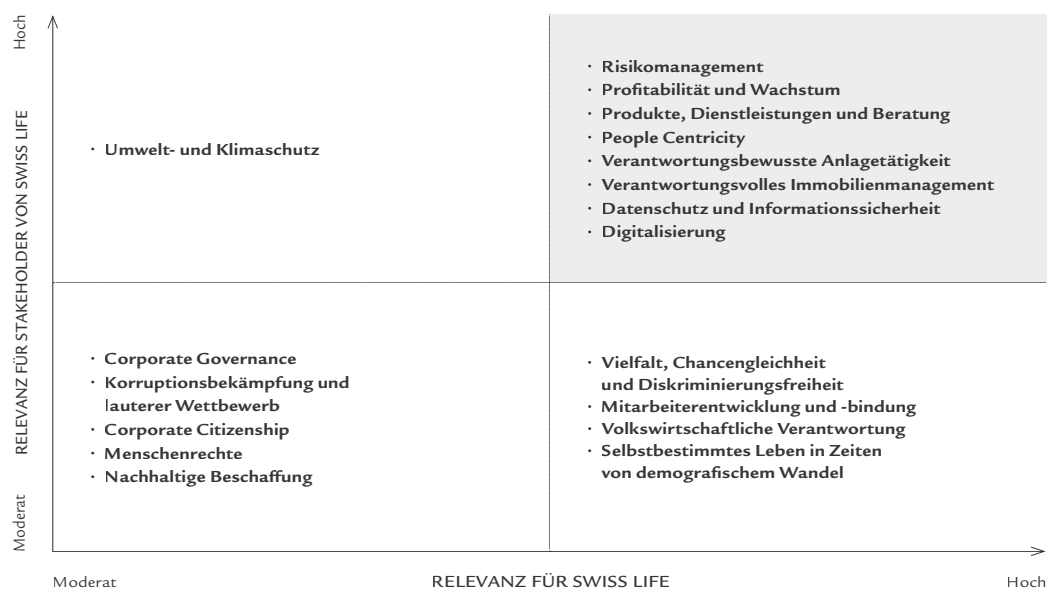 Hoch
RELEVANZ FÜR STAKEHOLDER VON SWISS LIFE
Moderat
· Umwelt- und Klimaschutz
· Risikomanagement
· Profitabilität und Wachstum
· Produkte, Dienstleistungen und Beratung
· People Centricity
· Verantwortungsbewusste Anlagetätigkeit
· Verantwortungsvolles Immobilienmanagement
· Datenschutz und Informationssicherheit
· Digitalisierung
· Corporate Governance
· Korruptionsbekämpfung und
lauterer Wettbewerb
· Corporate Citizenship
· Menschenrechte
· Nachhaltige Beschaffung
· Vielfalt, Chancengleichheit
und Diskriminierungsfreiheit
· Mitarbeiterentwicklung und -bindung
· Volkswirtschaftliche Verantwortung
· Selbstbestimmtes Leben in Zeiten
von demografischem Wandel
Moderat
RELEVANZ FÜR SWISS LIFE
Hoch